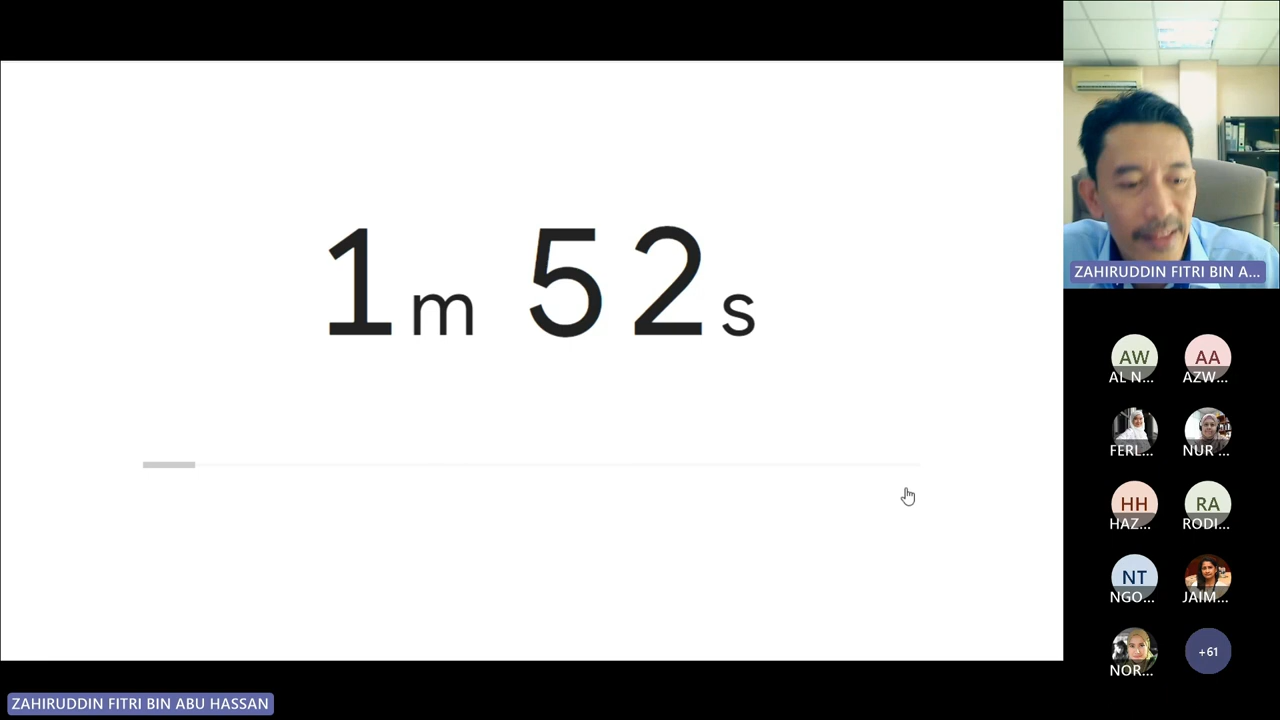 1m 52s
ZAHIRUDDIN FITRI BIN A...
AW AA
AL N... AZW...
FERL... NUR ...
HH RA
HAZ... RODI...
NT
NGO... JAIM...
+61
NOR...
ZAHIRUDDIN FITRI BIN ABU HASSAN